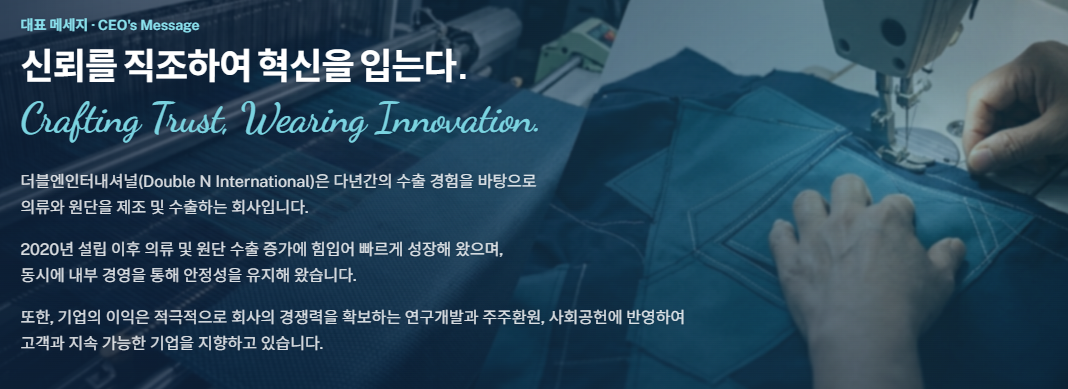 대표 메세지 · CEO's Message
신뢰를 직조하여 혁신을 입는다.
Crafting Trust, Wearing Innovation.
더블엔인터내셔널(Double N International)은 다년간의 수출 경험을 바탕으로
의류와 원단을 제조 및 수출하는 회사입니다.
2020년 설립 이후 의류 및 원단 수출 증가에 힘입어 빠르게 성장해 왔으며,
동시에 내부 경영을 통해 안정성을 유지해 왔습니다.
또한, 기업의 이익은 적극적으로 회사의 경쟁력을 확보하는 연구개발과 주주환원, 사회공헌에 반영하여
고객과 지속 가능한 기업을 지향하고 있습니다.